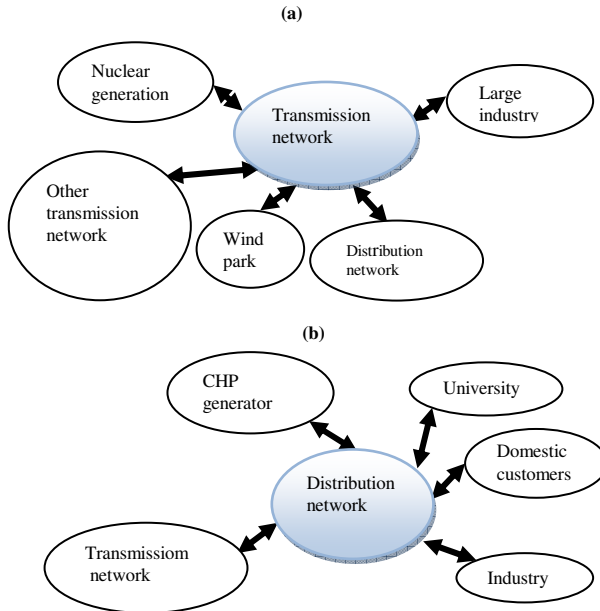 (a)
Nuclear
generation
Transmission
network
Large
industry
Other
transmission
network
Wind
park
Distribution
network
(b)
CHP
generator
University
Domestic
customers
Distribution
network
Transmissiom
network
Industry